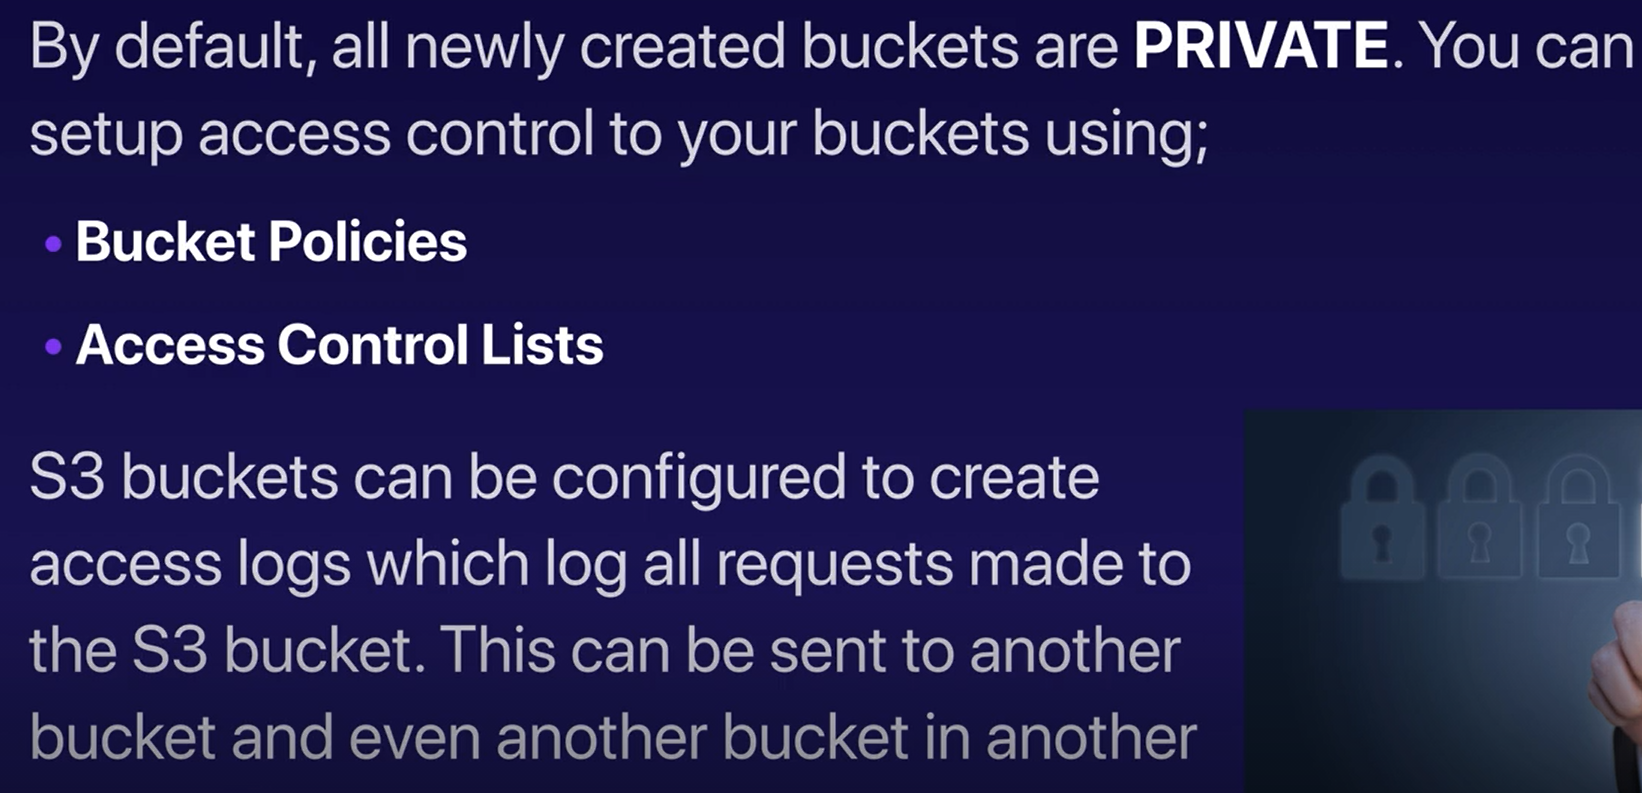 By default, all newly created buckets are PRIVATE. You can
setup access control to your buckets using;
• Bucket Policies
• Access Control Lists
S3 buckets can be configured to create
access logs which log all requests made to
the S3 bucket. This can be sent to another
bucket and even another bucket in another